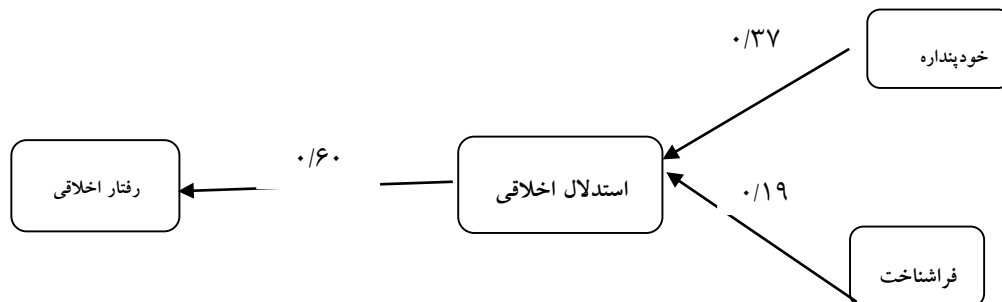 ۰/۳۷
خودپنداره
۰/۶۰
استدلال اخلاقی
رفتار اخلاقی
۰/۱۹
فراشناخت